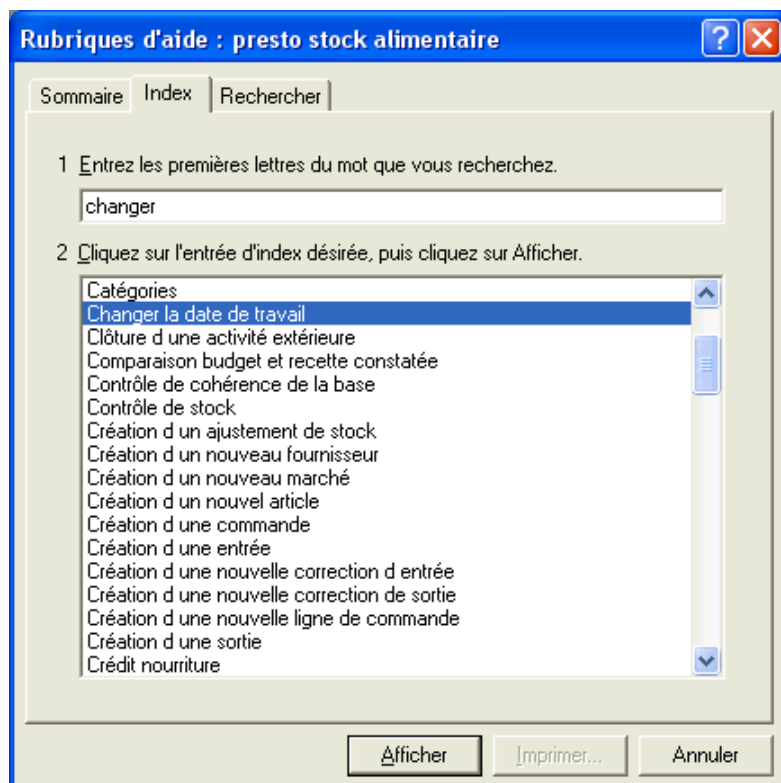 Rubriques d'aide : presto stock alimentaire
Sommaire Index Rechercher
1 Entrez les premières lettres du mot que vous recherchez.
changer
2 Cliquez sur l'entrée d'index désirée, puis cliquez sur Afficher.
Catégories
Changer la date de travail
Clôture d une activité extérieure
Comparaison budget et recette constatée
Contrôle de cohérence de la base
Contrôle de stock
Création d un ajustement de stock
Création d un nouveau fournisseur
Création d un nouveau marché
Création d un nouvel article
Création d une commande
Création d une entrée
Création d une nouvelle correction d entrée
Création d une nouvelle correction de sortie
Création d une nouvelle ligne de commande
Création d une sortie
Crédit nourriture
Afficher Imprimer... Annuler